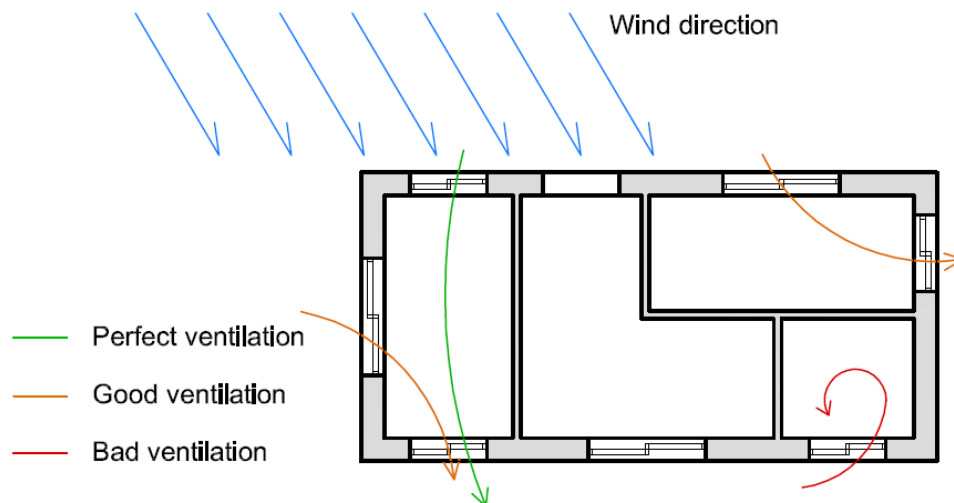 Wind direction
Perfect ventilation
Good ventilation
Bad ventilation